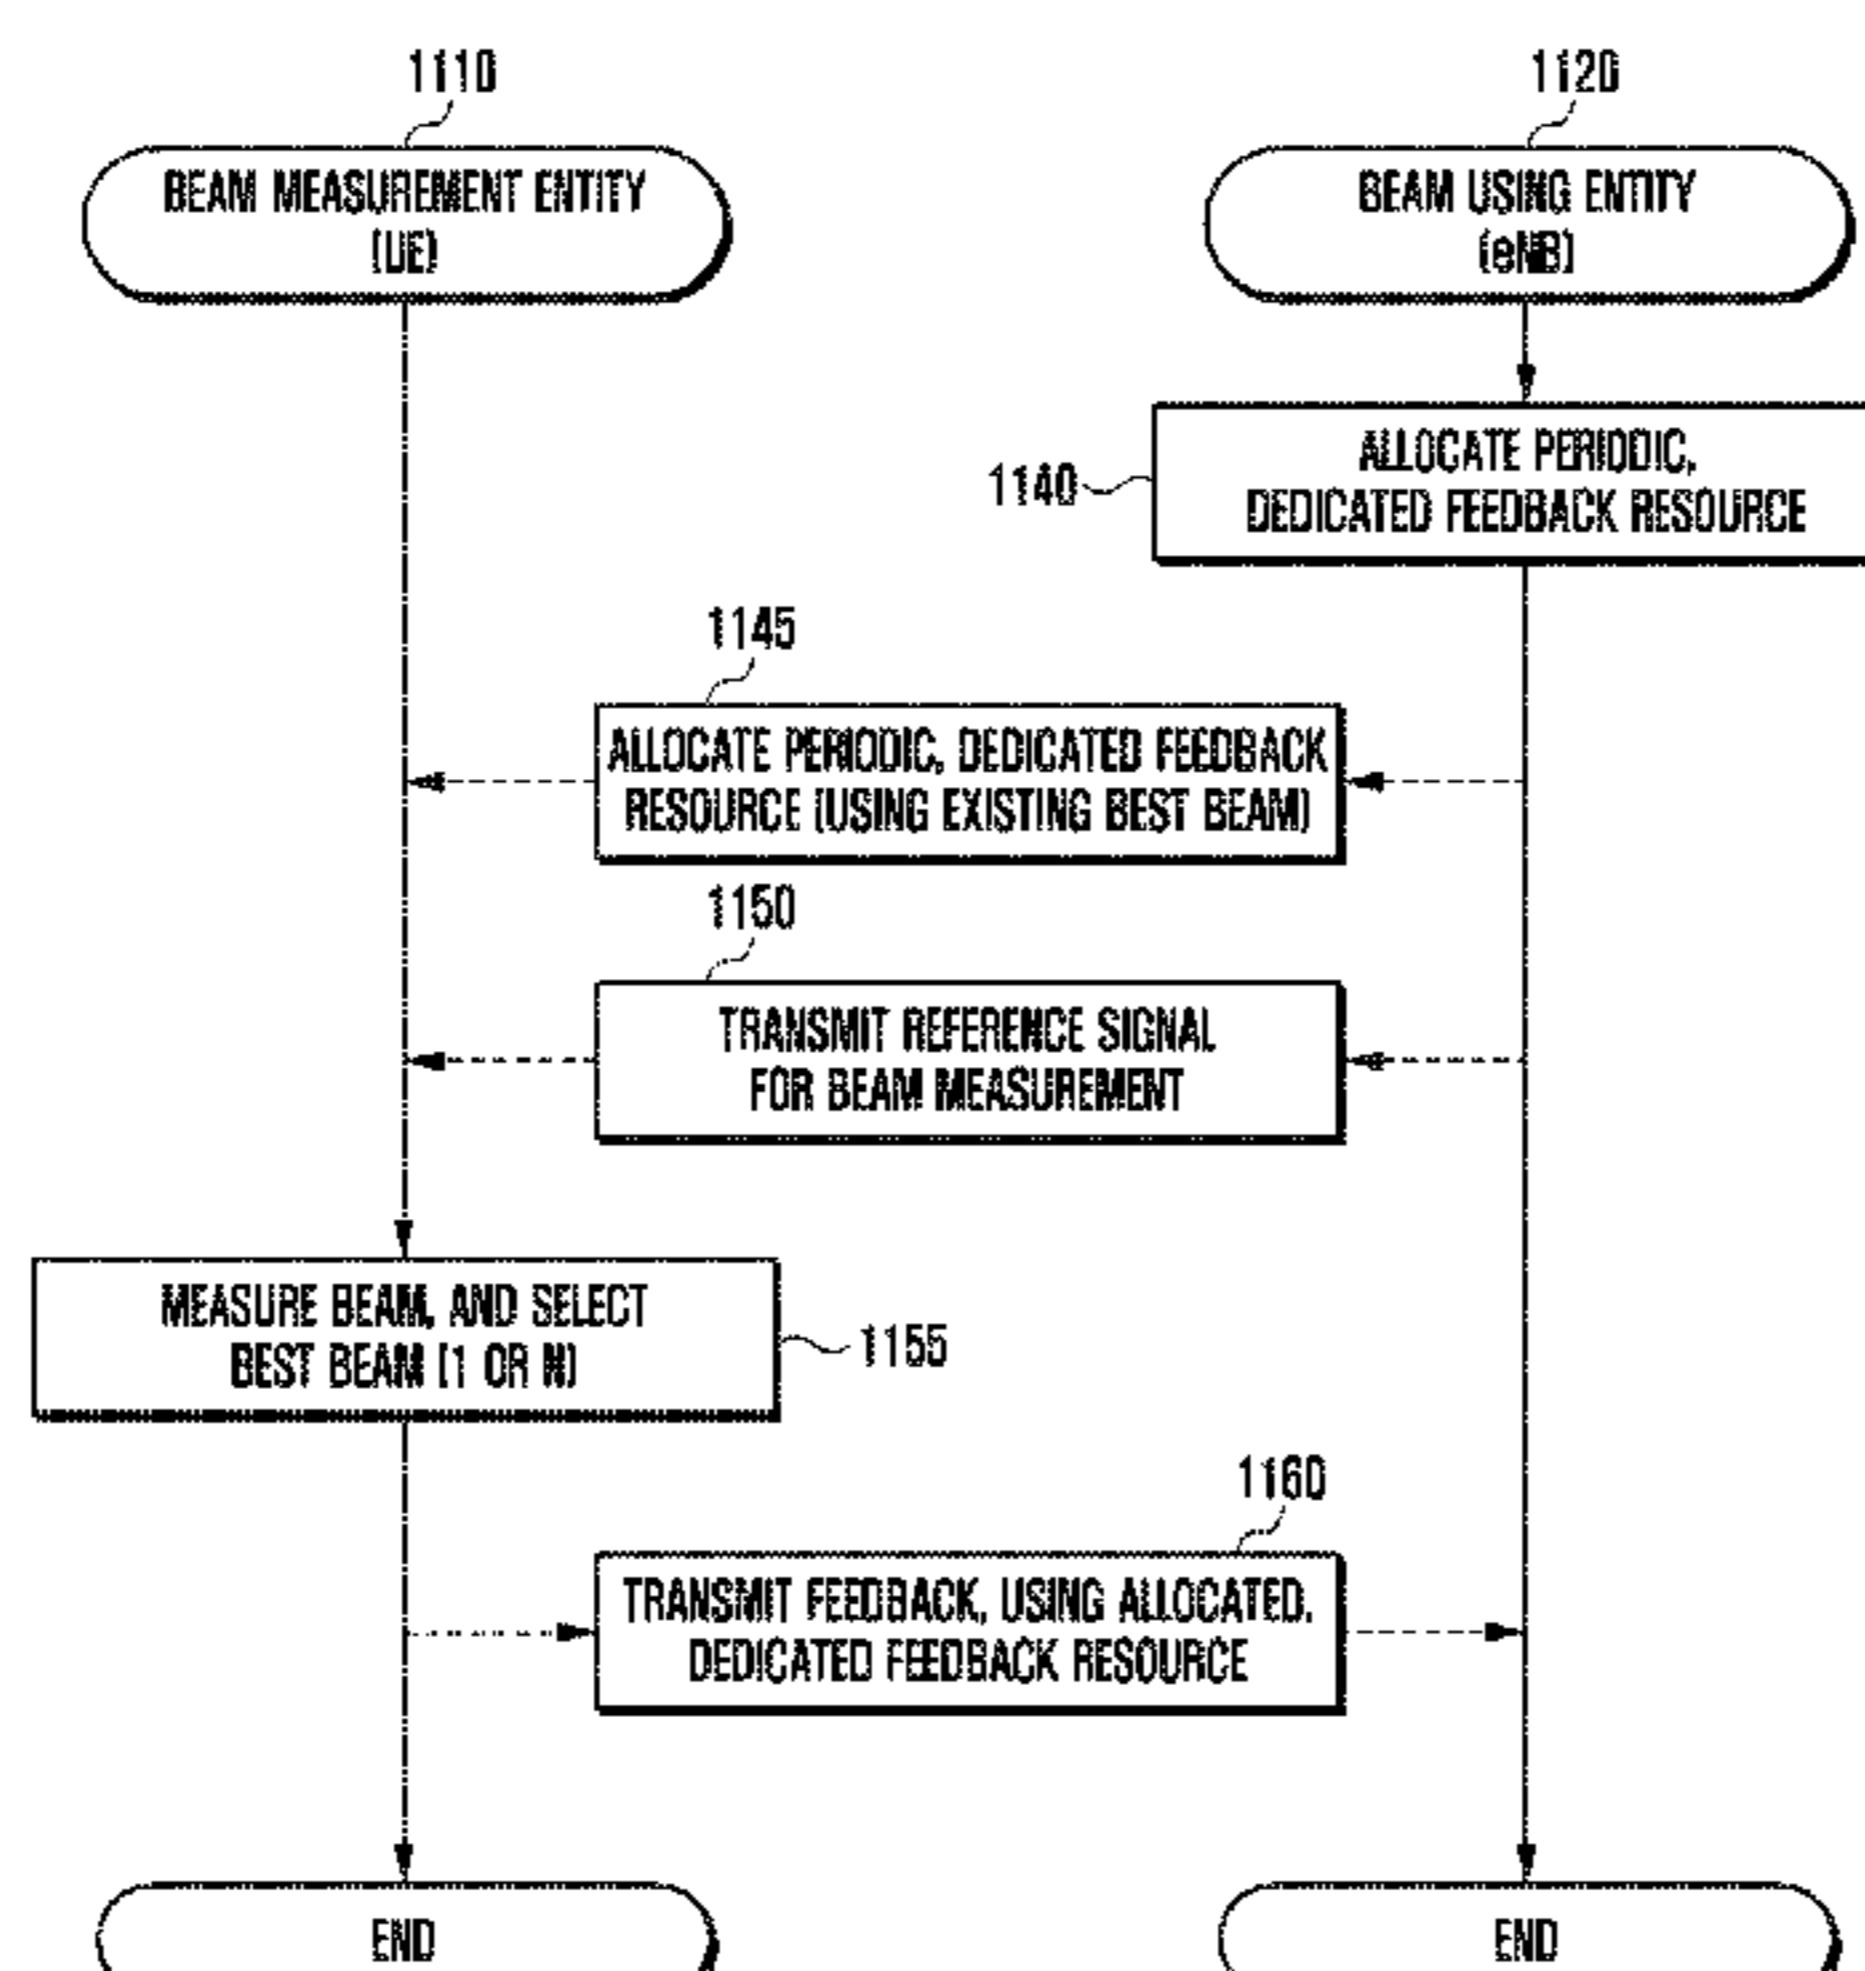 1110
BEAM MEASUREMENT ENTITY
(UE)
1120
BEAM USING ENTITY
(eNB)
1140
ALLOCATE PERIODIC,
DEDICATED FEEDBACK RESOURCE
1145
ALLOCATE PERIODIC, DEDICATED FEEDBACK
RESOURCE (USING EXISTING BEST BEAM)
1150
TRANSMIT REFERENCE SIGNAL
FOR BEAM MEASUREMENT
MEASURE BEAM, AND SELECT
BEST BEAM (1 OR N)
1155
1160
TRANSMIT FEEDBACK, USING ALLOCATED,
DEDICATED FEEDBACK RESOURCE
END
END